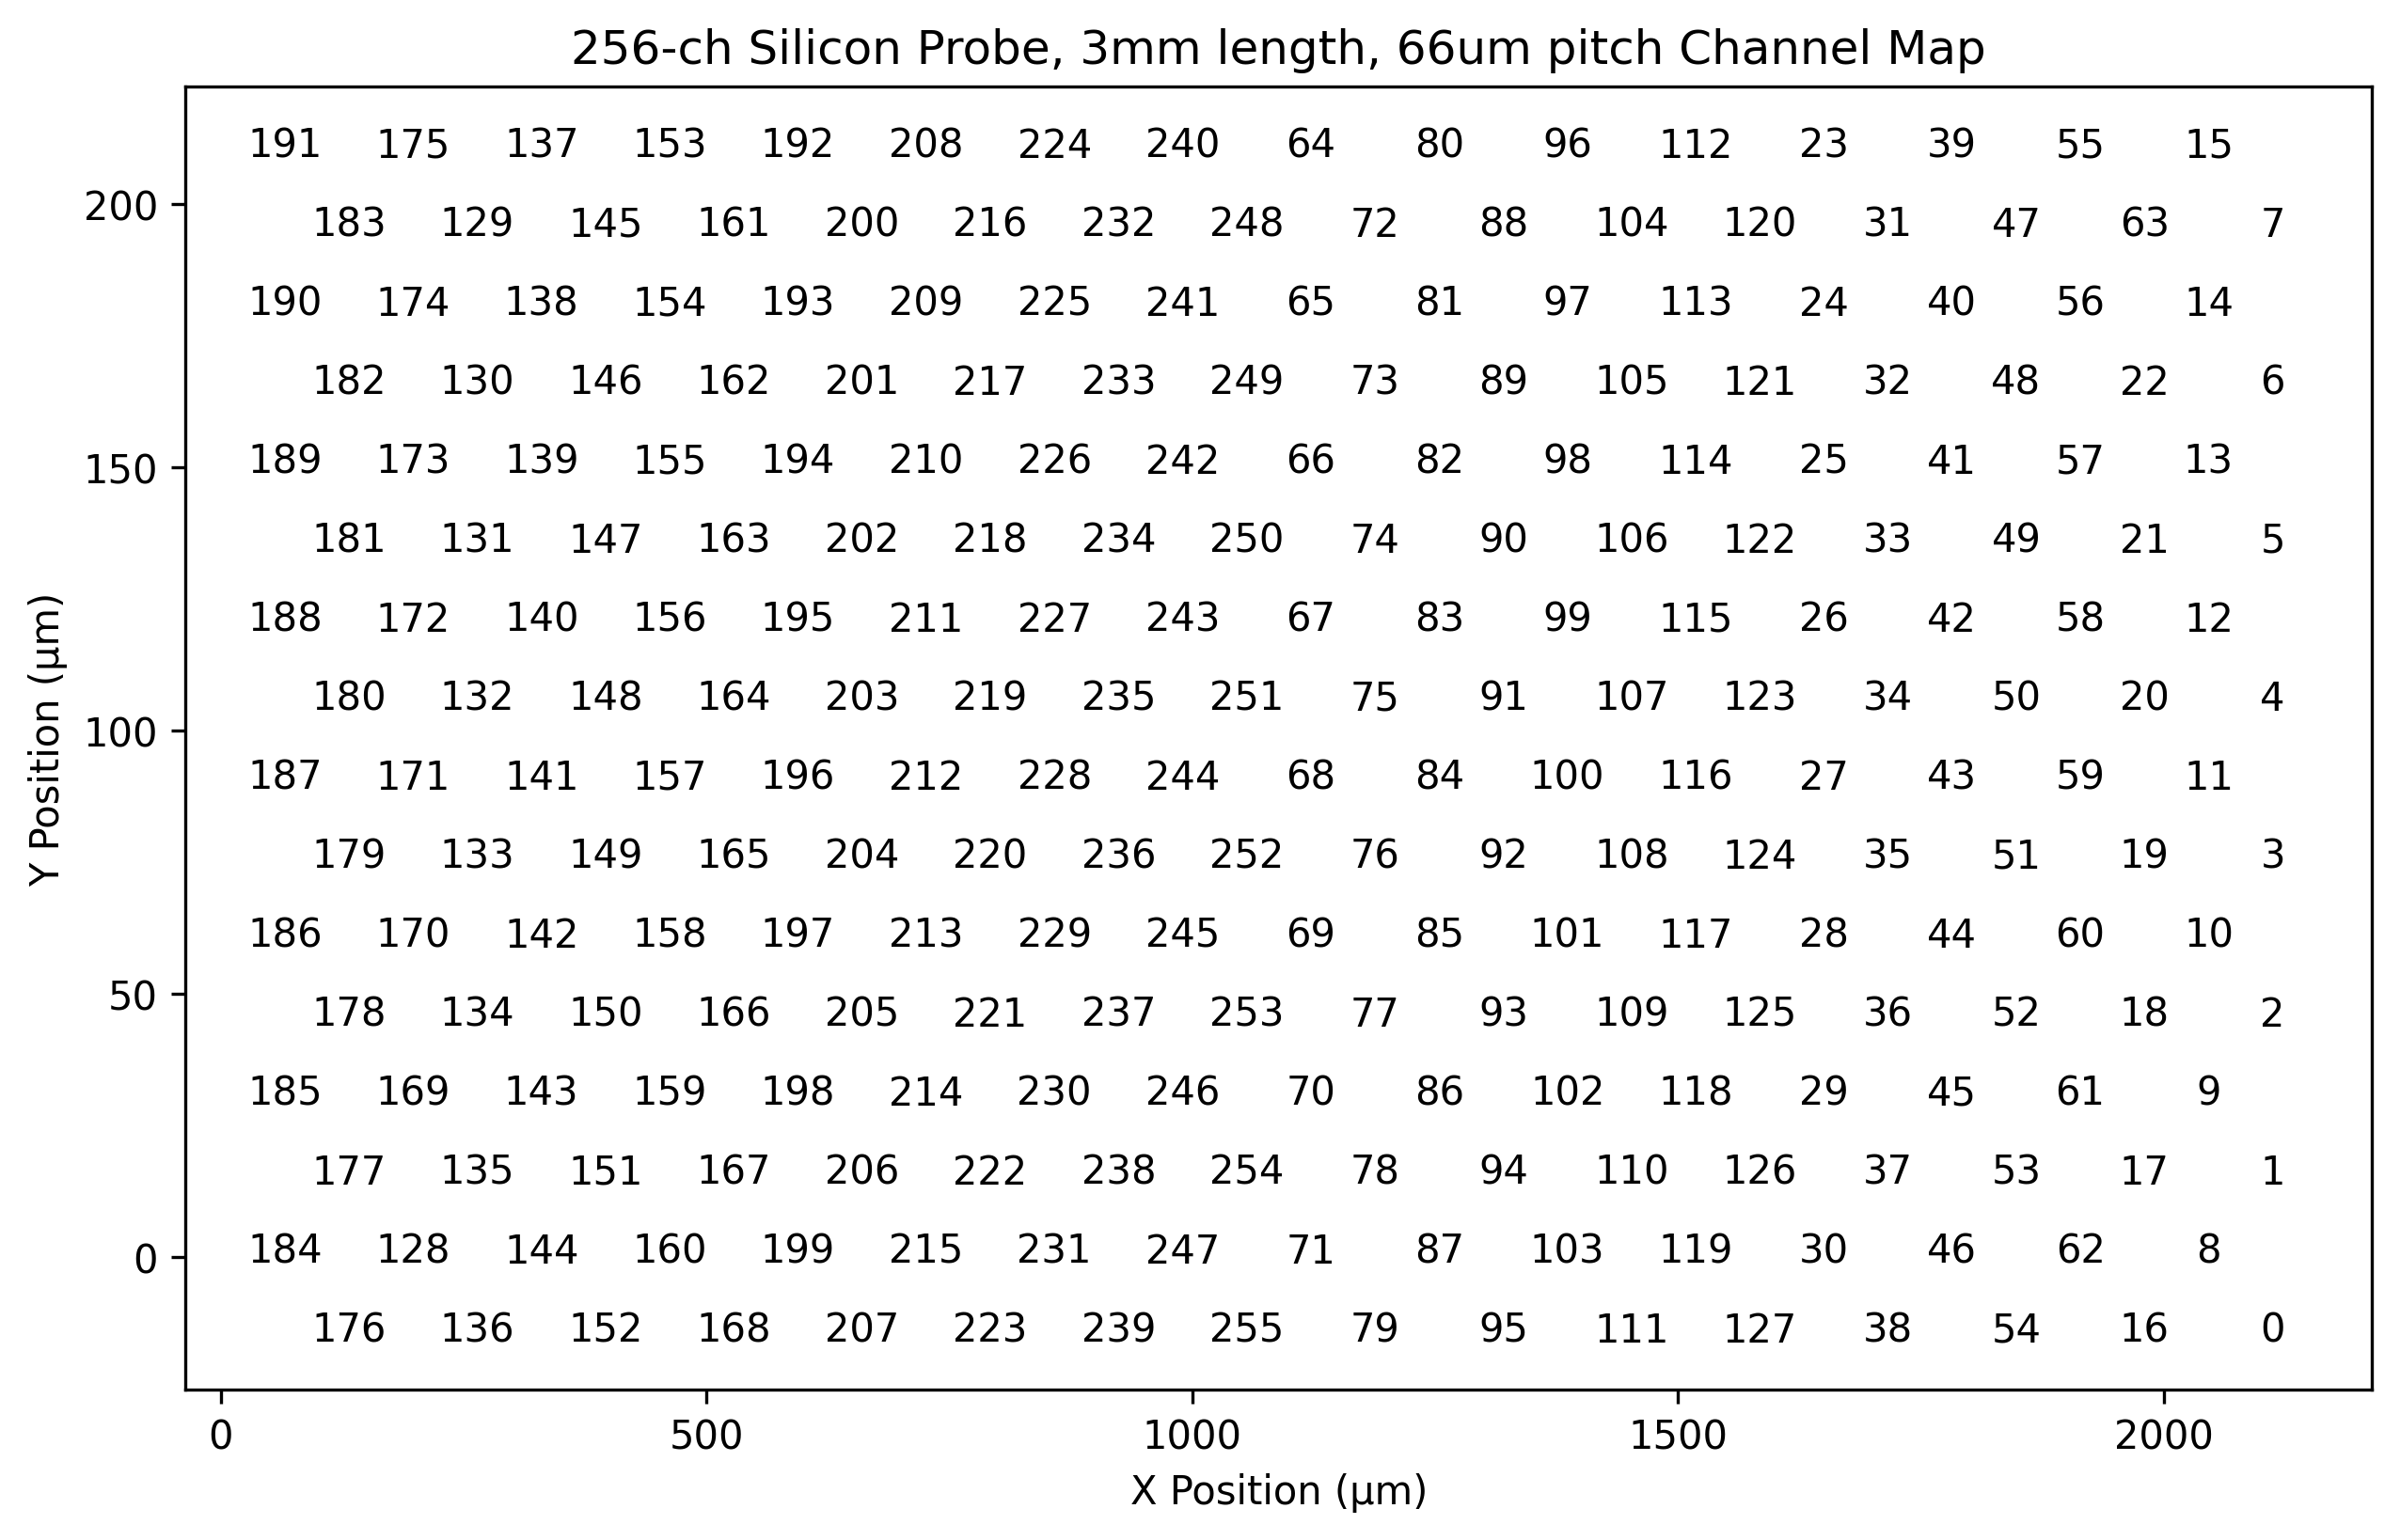 256-ch Silicon Probe, 3mm length, 66um pitch Channel Map
191 175 137 153 192 208 224 240 64 80 96 112 23 39 55 15
200
183 129 145 161 200 216 232 248 72 88 104 120 31 47 63 7
190 174 138 154 193 209 225 241 65 81 97 113 24 40 56 14
182 130 146 162 201 217 233 249 73 89 105 121 32 48 22 6
189 173 139 155 194 210 226 242 66 82 98 114 25 41 57 13
150
181 131 147 163 202 218 234 250 74 90 106 122 33 49 21 5
188 172 140 156 195 211 227 243 67 83 99 115 26 42 58 12
180 132 148 164 203 219 235 251 75 91 107 123 34 50 20 4
100
187 171 141 157 196 212 228 244 68 84 100 116 27 43 59 11
179 133 149 165 204 220 236 252 76 92 108 124 35 51 19 3
186 170 142 158 197 213 229 245 69 85 101 117 28 44 60 10
50
178 134 150 166 205 221 237 253 77 93 109 125 36 52 18 2
185 169 143 159 198 214 230 246 70 86 102 118 29 45 61 9
177 135 151 167 206 222 238 254 78 94 110 126 37 53 17 1
0
184 128 144 160 199 215 231 247 71 87 103 119 30 46 62 8
176 136 152 168 207 223 239 255 79 95 111 127 38 54 16 0
0 500 1000 1500 2000
X Position (μm)
Y Position (μm)